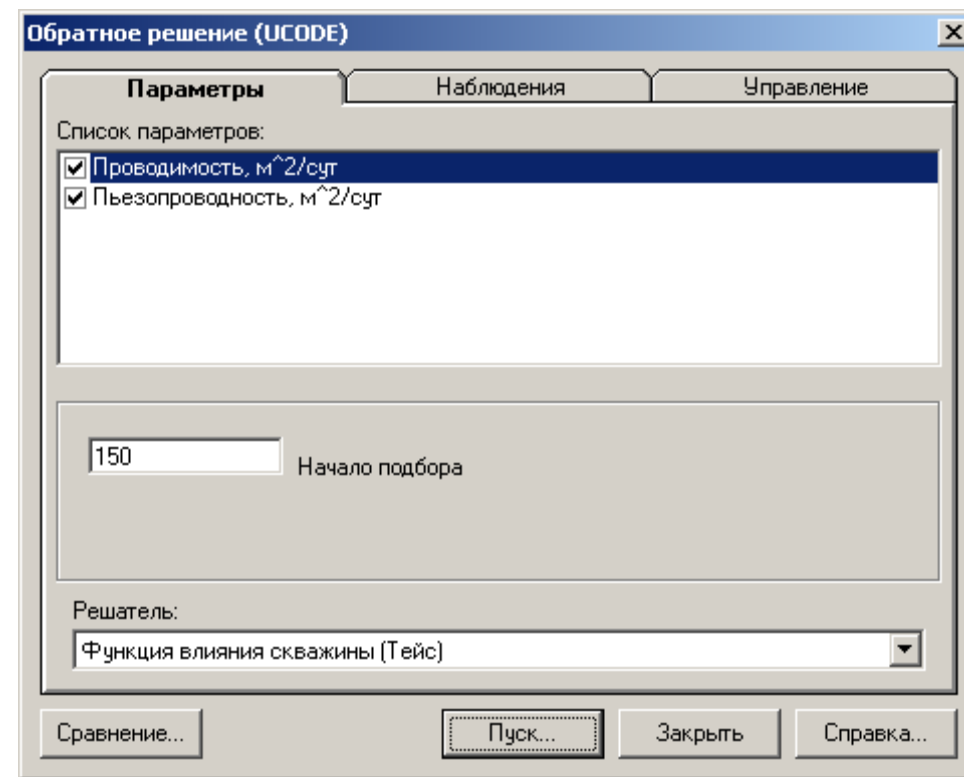 Обратное решение (UCODE)
Параметры Наблюдения Управление
Список параметров:
Проводимость, м^2/сут
Пьезопроводность, м^2/сут
150 Начало подбора
Решатель:
Функция влияния скважины (Тейс)
Сравнение... Пуск... Закрыть Справка...